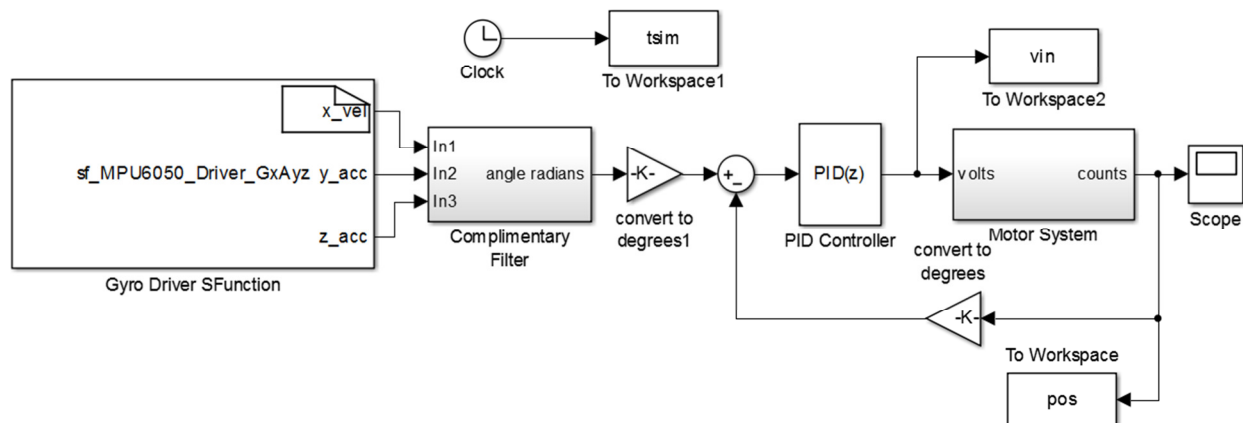 tsim
Clock
To Workspace1
vin
To Workspace2
x_vel
sf_MPU6050_Driver_GxAyz y_acc
z_acc
Gyro Driver SFunction
In1
In2
In3
angle radians
Complimentary
Filter
-K-
convert to
degrees1
+
-
PID(z)
PID Controller
volts
counts
Motor System
Scope
convert to
degrees
-K-
To Workspace
pos